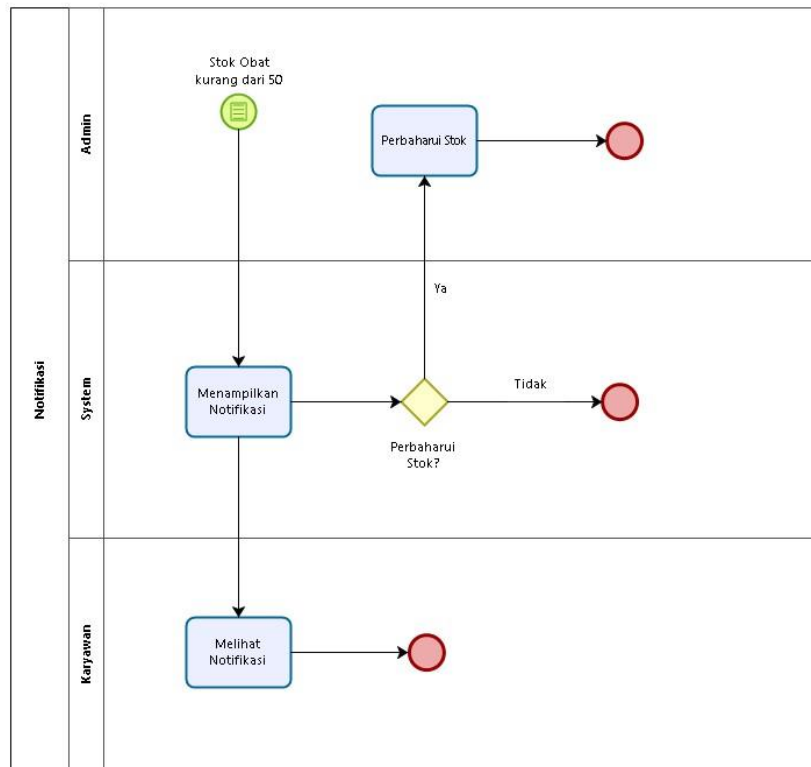 Notifikasi
Admin
Stok Obat
kurang dari 50
Perbaharui Stok
System
Ya
Menampilkan
Notifikasi
Tidak
Perbaharui
Stok?
Karyawan
Melihat
Notifikasi